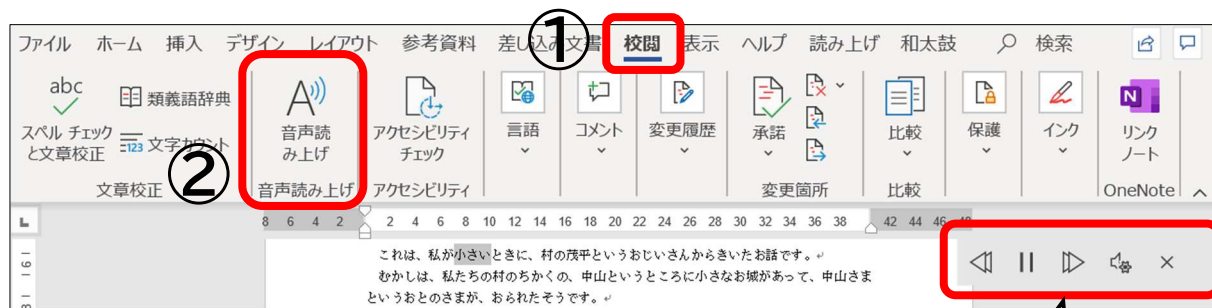 ①
ファイル ホーム 挿入 デザイン レイアウト 参考資料 差し込み文書 校閲 表示 ヘルプ 読み上げ 和太鼓 検索
abc
スペル チェック
と文章校正
類義語辞典
123 文字カウント
文章校正
②
音声読
み上げ
音声読み上げ
アクセシビリティ
チェック
アクセシビリティ
言語
コメント
変更履歴
承諾
変更箇所
比較
比較
保護
インク
N
リンク
ノート
OneNote
8 6 4 2 2 4 6 8 10 12 14 16 18 20 22 24 26 28 30 32 34 36 38 42 44 46 48
16
18
これは、私が小さいときに、村の茂平というおじいさんからきいたお話です。
むかしは、私たちの村のちかくの、中山というところに小さなお城があって、中山さま
というおとのさまが、おられたそうです。